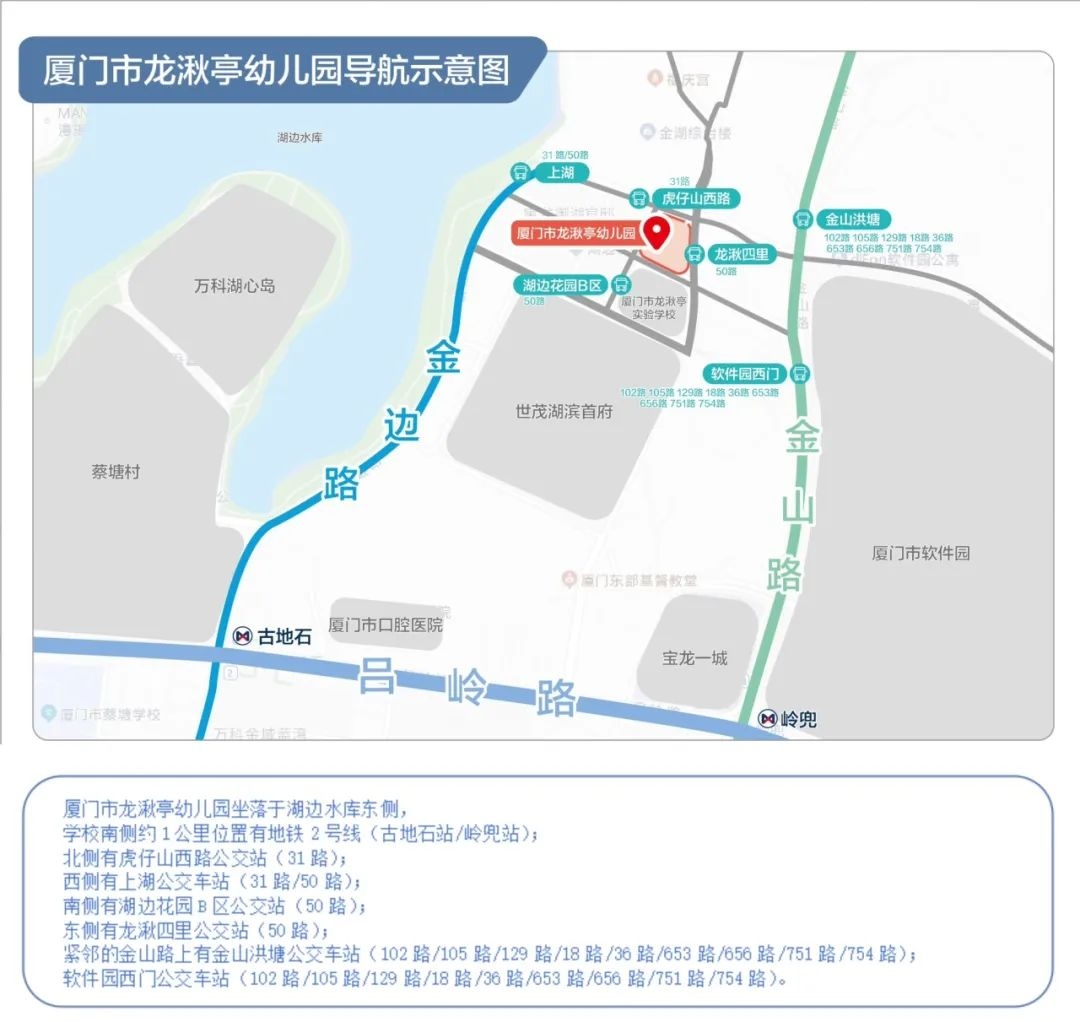 厦门市龙湫亭幼儿园导航示意图
湖边水库
31 路/50路
上湖
31路
虎仔山西路
厦门市龙湫亭幼儿园
金山洪塘
102路 105路 129路 18路 36路
653路 656路 751路 754路
龙湫四里
50路
湖边花园B区
50路
厦门市龙湫亭
实验学校
万科湖心岛
软件园西门
102路 105路 129路 18路 36路 653路
656路 751路 754路
金边路
世茂湖滨首府
金山路
蔡塘村
厦门市软件园
厦门东部基督教堂
厦门市口腔医院
古地石
吕岭路
宝龙一城
岭兜
2
厦门市蔡塘学校
厦门市龙湫亭幼儿园坐落于湖边水库东侧，
学校南侧约1公里位置有地铁2号线（古地石站/岭兜站）；
北侧有虎仔山西路公交站（31路）；
西侧有上湖公交车站（31路/50路）；
南侧有湖边花园B区公交站（50路）；
东侧有龙湫四里公交站（50路）；
紧邻的金山路上有金山洪塘公交车站（102路/105路/129路/18路/36路/653路/656路/751路/754路）；
软件园西门公交车站（102路/105路/129路/18路/36路/653路/656路/751路/754路）。